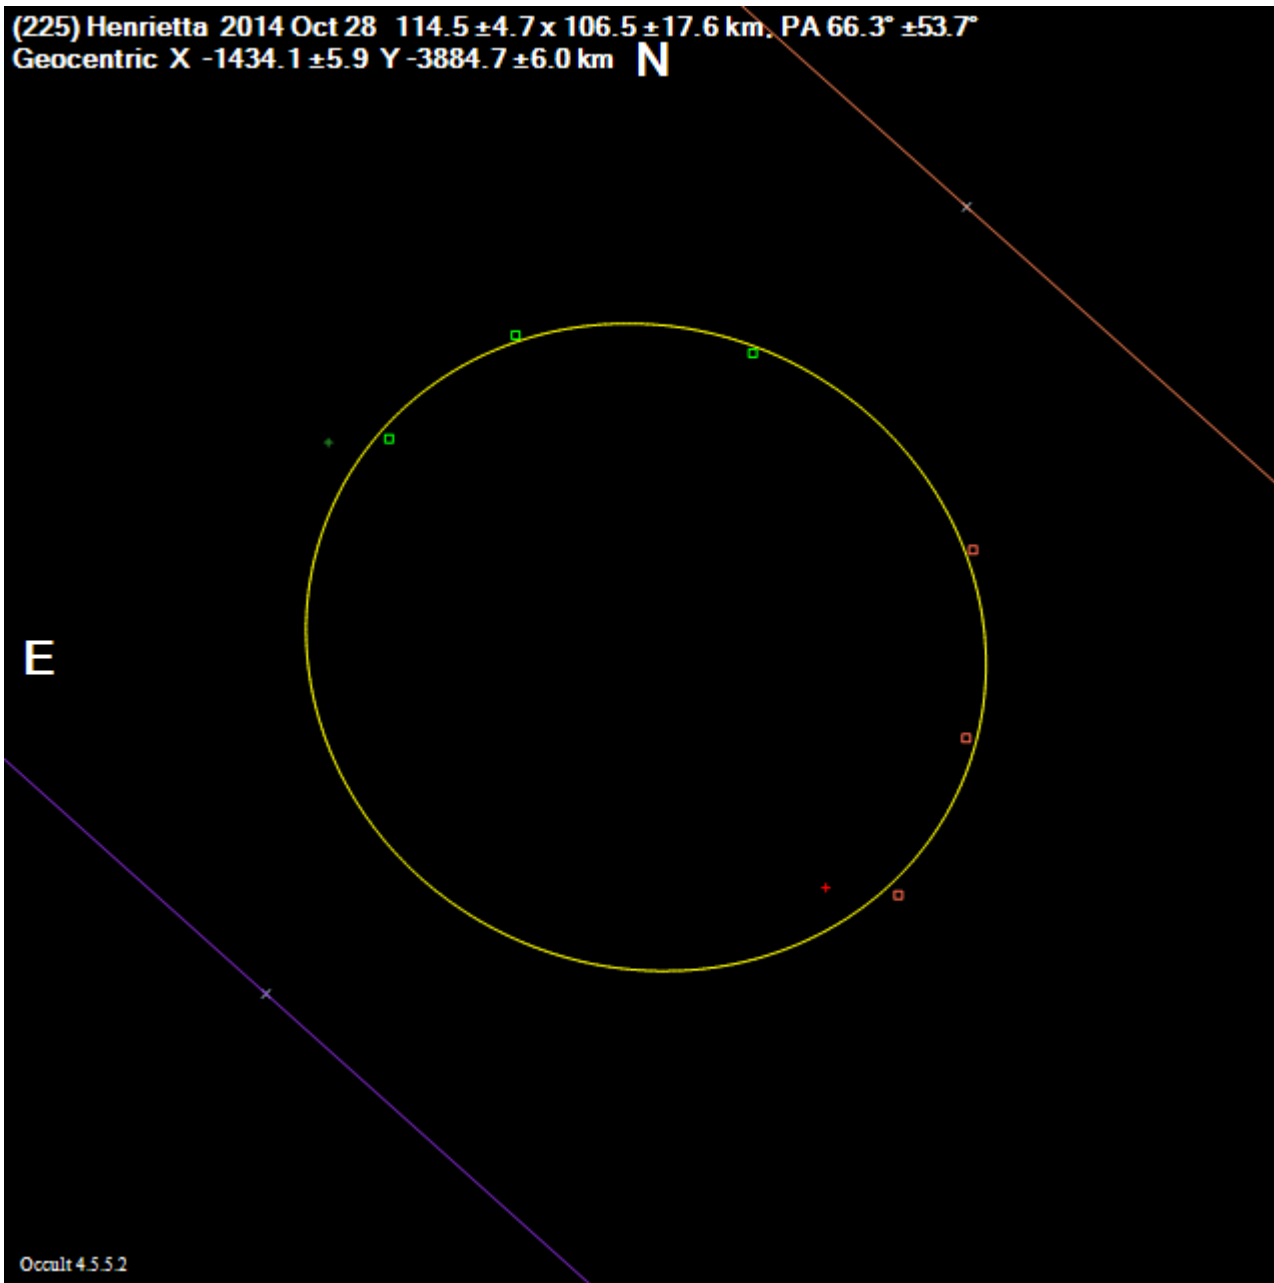 (225) Henrietta 2014 Oct 28 114.5 ±4.7 x 106.5 ±17.6 km, PA 66.3° ±53.7°
Geocentric X -1434.1 ±5.9 Y -3884.7 ±6.0 km
N
E
Occult 4.5.5.2